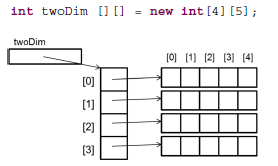 int twoDim [][] = new int[4][5];
twoDim
[0] [1] [2] [3] [4]
[0]
[1]
[2]
[3]